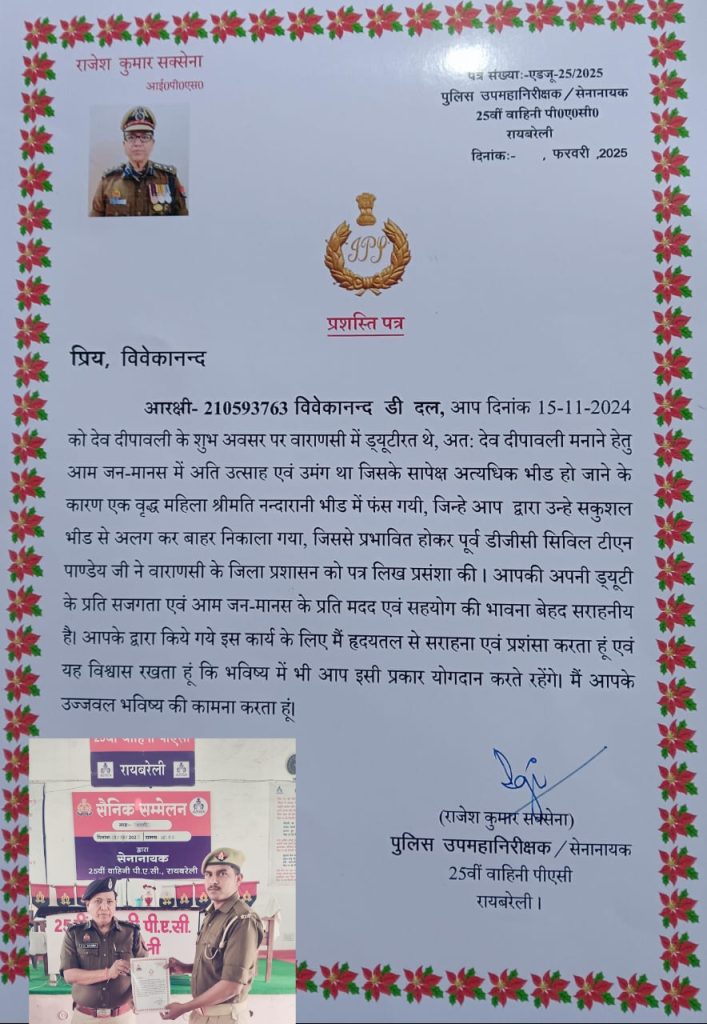 राजेश कुमार सक्सेना
आई0पी0एस0
पत्र संख्याः-एडजू-25/2025
पुलिस उपमहानिरीक्षक/सेनानायक
25वीं वाहिनी पी0ए0सी0
रायबरेली
दिनांकः- , फरवरी ,2025
प्रशस्ति पत्र
प्रिय, विवेकानन्द
आरक्षी- 210593763 विवेकानन्द डी दल, आप दिनांक 15-11-2024
को देव दीपावली के शुभ अवसर पर वाराणसी में ड्यूटीरत थे, अतः देव दीपावली मनाने हेतु
आम जन-मानस में अति उत्साह एवं उमंग था जिसके सापेक्ष अत्यधिक भीड हो जाने के
कारण एक वृद्ध महिला श्रीमति नन्दारानी भीड में फंस गयी, जिन्हे आप द्वारा उन्हे सकुशल
भीड से अलग कर बाहर निकाला गया, जिससे प्रभावित होकर पूर्व डीजीसी सिविल टीएन
पाण्डेय जी ने वाराणसी के जिला प्रशासन को पत्र लिख प्रसंशा की। आपकी अपनी ड्यूटी
के प्रति सजगता एवं आम जन-मानस के प्रति मदद एवं सहयोग की भावना बेहद सराहनीय
है। आपके द्वारा किये गये इस कार्य के लिए मैं हृदयतल से सराहना एवं प्रशंसा करता हूं एवं
यह विश्वास रखता हूं कि भविष्य में भी आप इसी प्रकार योगदान करते रहेंगे। मैं आपके
उज्जवल भविष्य की कामना करता हूं।
(राजेश कुमार सक्सेना)
पुलिस उपमहानिरीक्षक/सेनानायक
25वीं वाहिनी पीएसी
रायबरेली।
25वीं वाहिनी पीएसी
रायबरेली
सैनिक सम्मेलन
द्वारा
सेनानायक
25वीं वाहिनी पी.ए.सी., रायबरेली
पी.ए.सी.